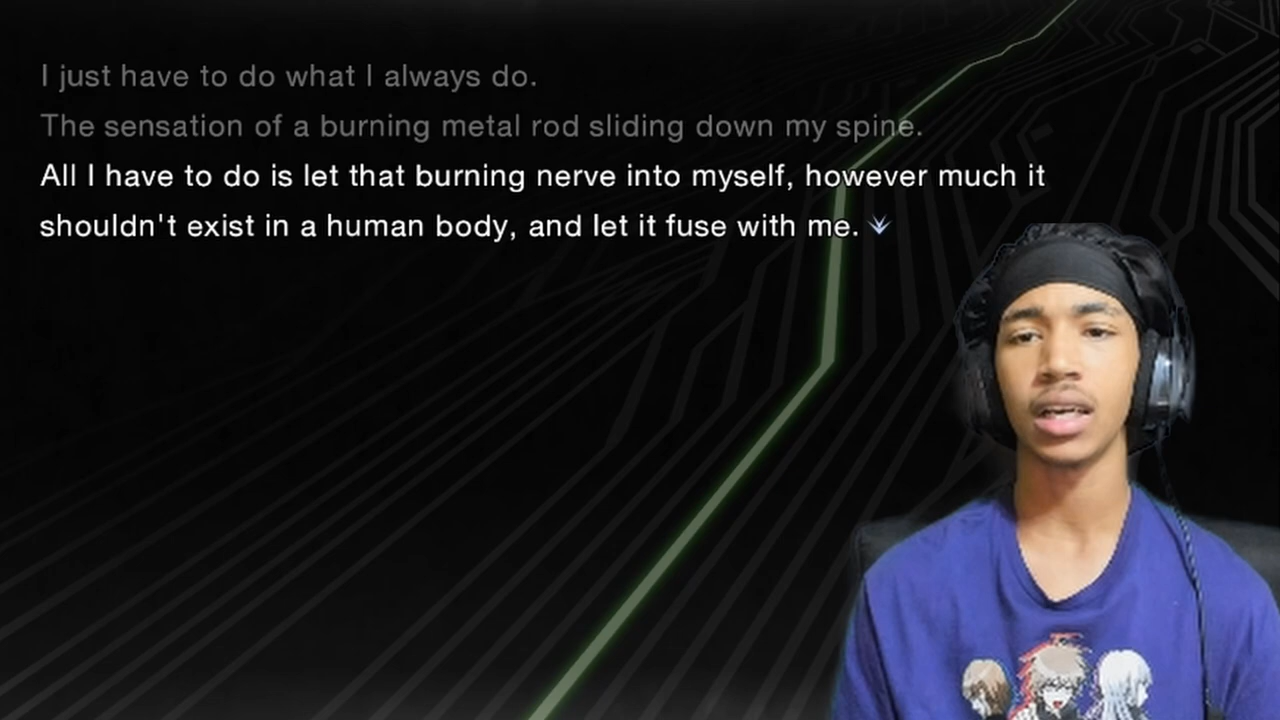 I just have to do what I always do.
The sensation of a burning metal rod sliding down my spine.
All I have to do is let that burning nerve into myself, however much it
shouldn't exist in a human body, and let it fuse with me.